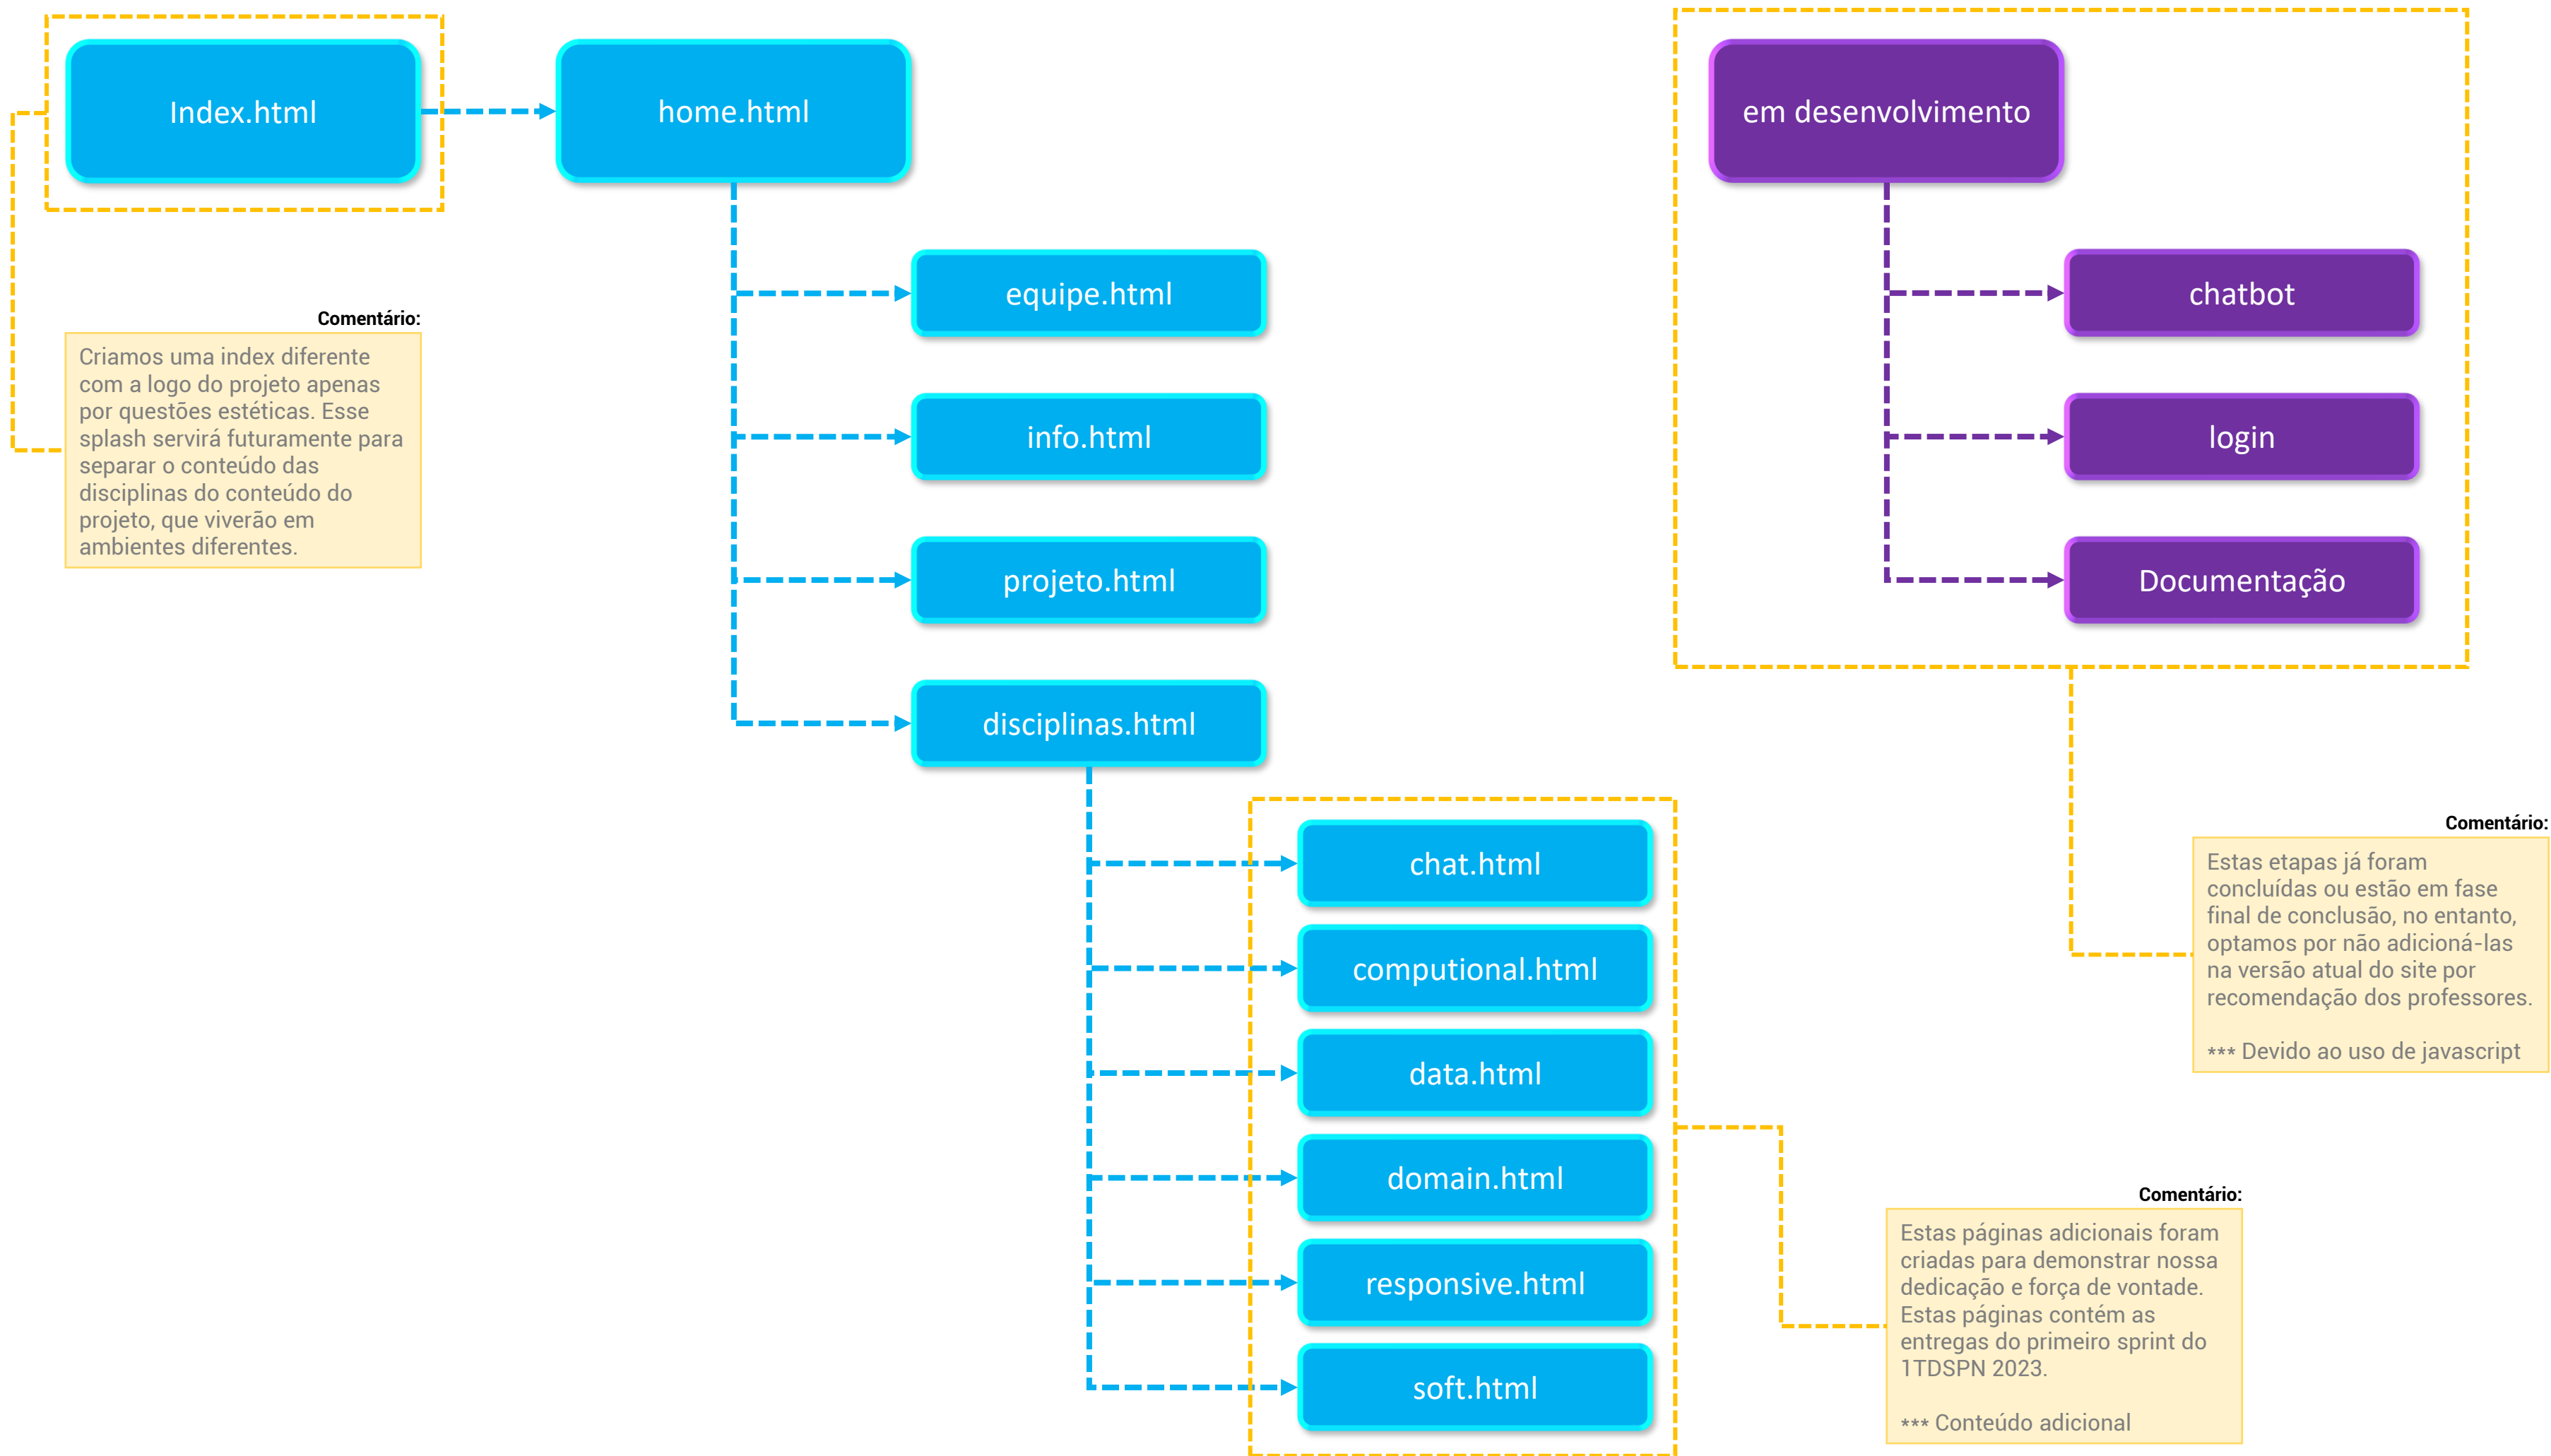 Index.html
home.html
em desenvolvimento
equipe.html
chatbot
Comentário:
Criamos uma index diferente
com a logo do projeto apenas
por questões estéticas. Esse
splash servirá futuramente para
separar o conteúdo das
disciplinas do conteúdo do
projeto, que viverão em
ambientes diferentes.
info.html
login
projeto.html
Documentação
disciplinas.html
chat.html
computional.html
data.html
domain.html
responsive.html
soft.html
Comentário:
Estas etapas já foram
concluídas ou estão em fase
final de conclusão, no entanto,
optamos por não adicioná-las
na versão atual do site por
recomendação dos professores.
*** Devido ao uso de javascript
Comentário:
Estas páginas adicionais foram
criadas para demonstrar nossa
dedicação e força de vontade.
Estas páginas contém as
entregas do primeiro sprint do
1TDSPN 2023.
*** Conteúdo adicional